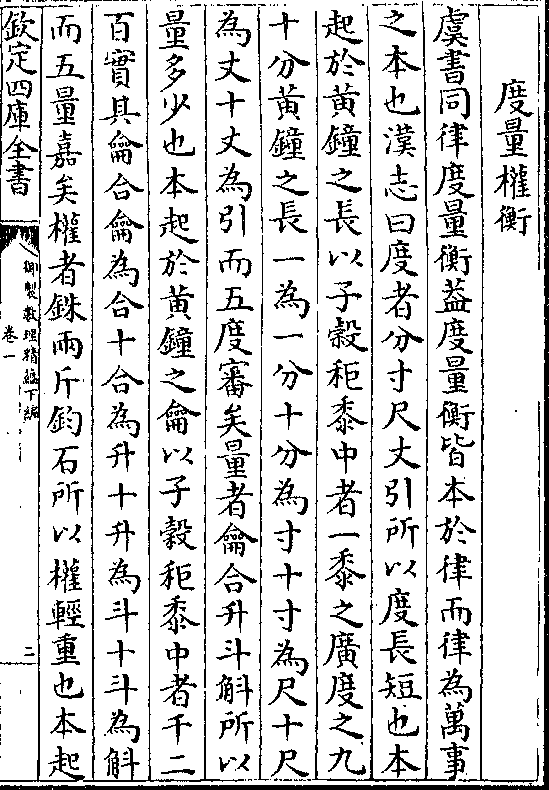 度量權衡
虞書同律度量衡葢度量衡皆本於律而律為萬事
之本也漢志曰度者分寸尺丈引所以度長短也本
起於黃鐘之長以子穀秬黍中者一黍之廣度之九
十分黃鐘之長一為一分十分為寸十寸為尺十尺
為丈十丈為引而五度審矣量者龠合升斗斛所以
量多少也本起於黃鐘之龠以子穀秬黍中者千二
百實其龠合龠為合十合為升十升為斗十斗為斛
而五量嘉矣權者銖兩斤鈞石所以權輕重也本起
欽定四庫全書
御製數理精蘊下編
卷一
二